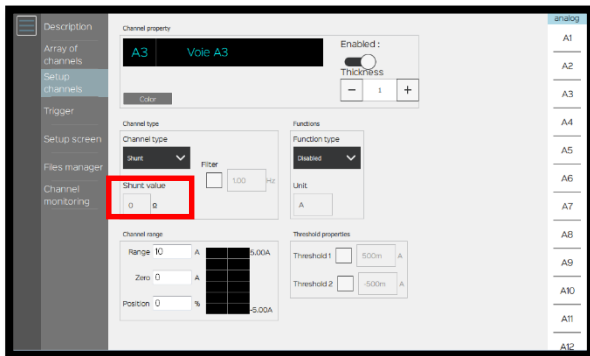 Description
Array of
channels
Setup
channels
Trigger
Setup screen
Files manager
Channel
monitoring
Channel property
A3 Voie A3
Color
Enabled :
Thickness
− 1 +
Channel type
Channel type
Shunt
Filter
1.00 Hz
Shunt value
0 Ω
Functions
Function type
Disabled
Unit
A
Channel range
Range 10 A
Zero 0 A
Position 0 %
5.00A
-5.00A
Threshold properties
Threshold 1 500m A
Threshold 2 -500m A
analog
A1
A2
A3
A4
A5
A6
A7
A8
A9
A10
A11
A12